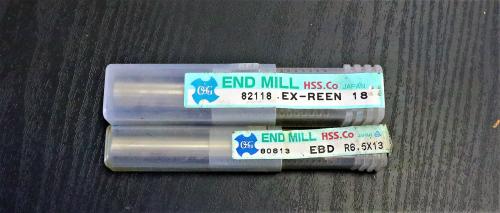 OSG END MILL HSS.Co JAPAN
82118 EX-REEN 18
OSG END MILL HSS.Co
80813 EBD R6.5X13